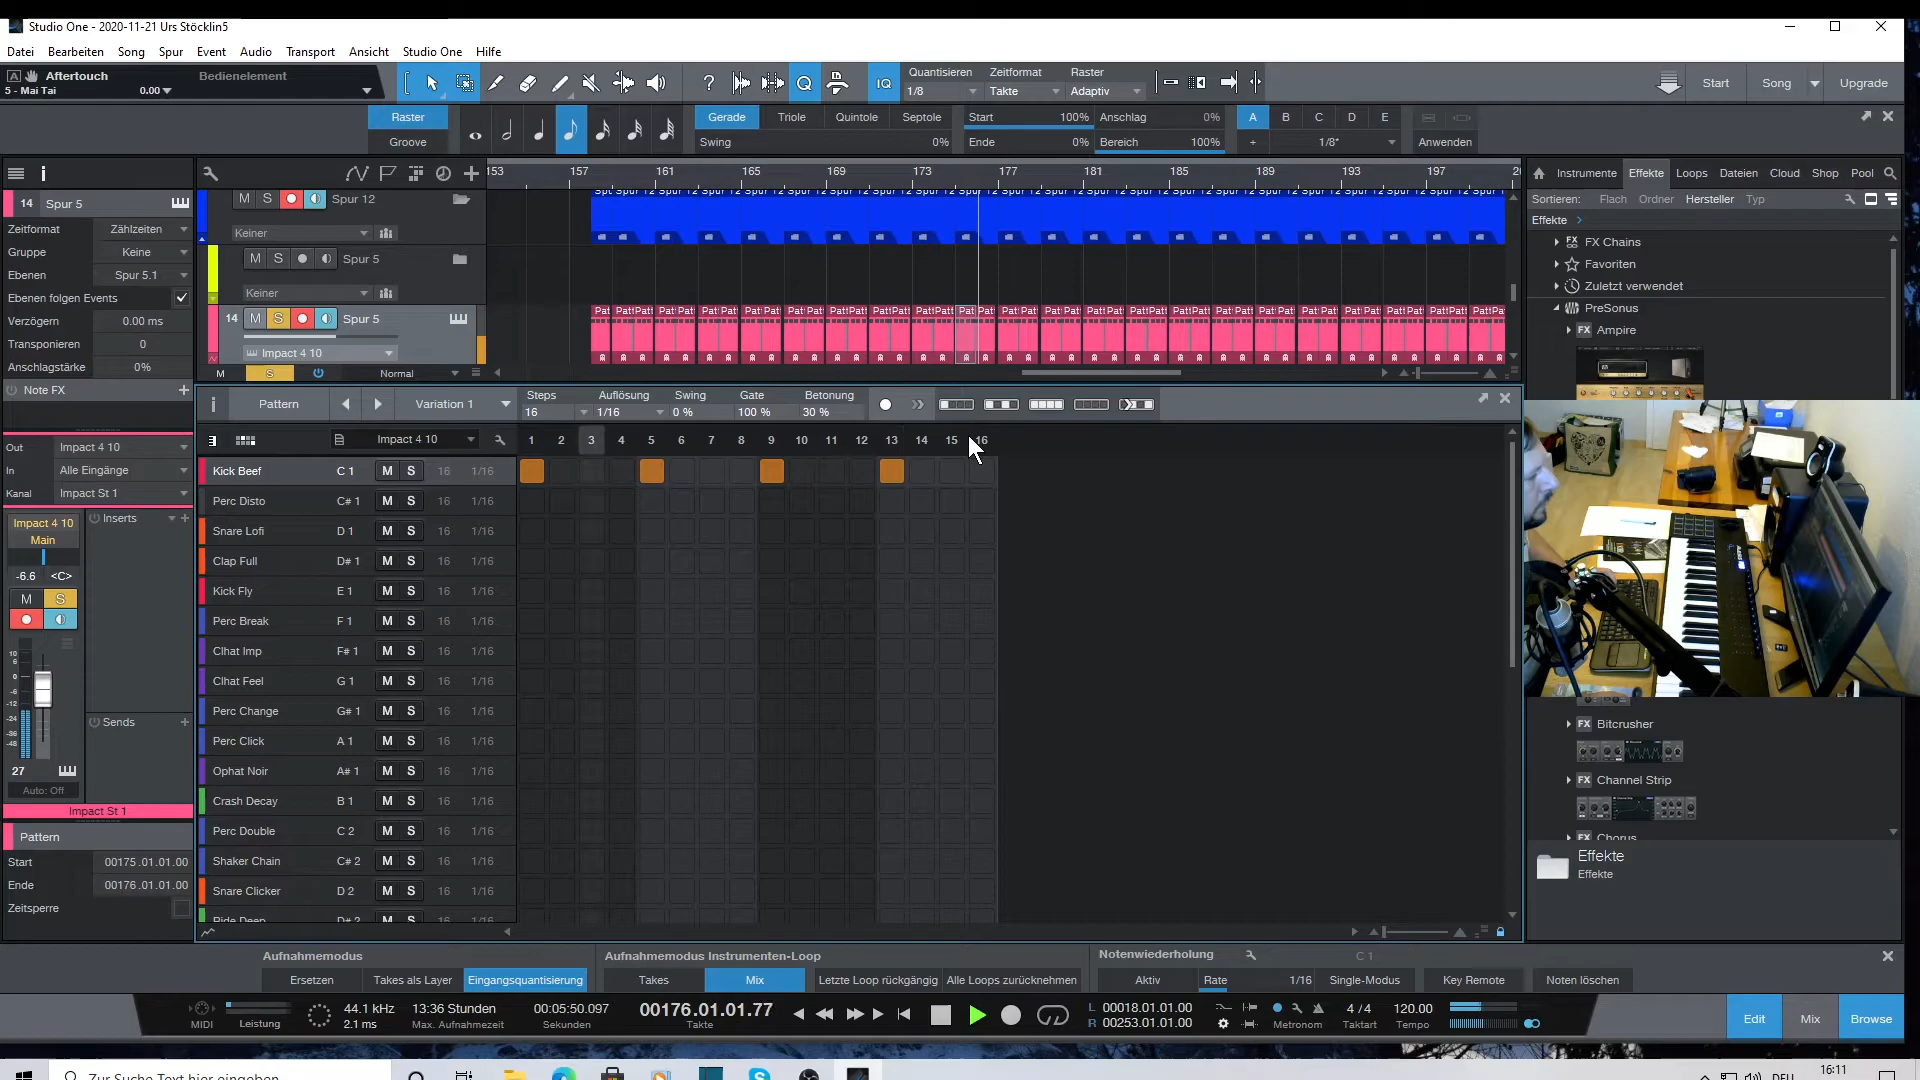 Studio One - 2020-11-21 Urs Stöcklin5
Datei Bearbeiten Song Spur Event Audio Transport Ansicht Studio One Hilfe
Aftertouch Bedienelement
5 - Mai Tai 0.00
Quantisieren Zeitformat Raster
1/8 Takte Adaptiv
Start Song Upgrade
Raster Gerade Triole Quintole Septole Start 100% Anschlag 0% A B C D E
Groove Swing 0% Ende 0% Bereich 100% + 1/8* Anwenden
153 157 161 165 169 173 177 181 185 189 193 197
Instrumente Effekte Loops Dateien Cloud Shop Pool
Sortieren: Flach Ordner Hersteller Typ
Effekte
FX Chains
Favoriten
Zuletzt verwendet
PreSonus
Ampire
Bitcrusher
Channel Strip
Chorus
Effekte
Effekte
14 Spur 5
Zeitformat Zählzeiten
Gruppe Keine
Ebenen Spur 5.1
Ebenen folgen Events
Verzögern 0.00 ms
Transponieren 0
Anschlagstärke 0%
Note FX
Out Impact 4 10
In Alle Eingänge
Kanal Impact St 1
Impact 4 10 Inserts
Main
-6.6 <C>
M S
Sends
27
Auto: Off
Impact St 1
Pattern
Start 00175.01.01.00
Ende 00176.01.01.00
Zeitsperre
M S Spur 12
Keiner
M S Spur 5
Keiner
14 M S Spur 5
Impact 4 10
M S Normal
Pattern Variation 1
Steps Auflösung Swing Gate Betonung
16 1/16 0 % 100 % 30 %
Impact 4 10 1 2 3 4 5 6 7 8 9 10 11 12 13 14 15 16
Kick Beef C 1 M S 16 1/16
Perc Disto C# 1 M S 16 1/16
Snare Lofi D 1 M S 16 1/16
Clap Full D# 1 M S 16 1/16
Kick Fly E 1 M S 16 1/16
Perc Break F 1 M S 16 1/16
Clhat Imp F# 1 M S 16 1/16
Clhat Feel G 1 M S 16 1/16
Perc Change G# 1 M S 16 1/16
Perc Click A 1 M S 16 1/16
Ophat Noir A# 1 M S 16 1/16
Crash Decay B 1 M S 16 1/16
Perc Double C 2 M S 16 1/16
Shaker Chain C# 2 M S 16 1/16
Snare Clicker D 2 M S 16 1/16
Ride Deep D# 2 M S 16 1/16
Aufnahmemodus Aufnahmemodus Instrumenten-Loop Notenwiederholung C 1
Ersetzen Takes als Layer Eingangsquantisierung Takes Mix Letzte Loop rückgängig Alle Loops zurücknehmen Aktiv Rate 1/16 Single-Modus Key Remote Noten löschen
MIDI Leistung
44.1 kHz 13:36 Stunden 00:05:50.097 00176.01.01.77
2.1 ms Max. Aufnahmezeit Sekunden Takte
L 00018.01.01.00
R 00253.01.01.00
Metronom 4 / 4 Taktart 120.00 Tempo
Edit Mix Browse
Zur Suche Text hier eingeben
DEU 16:11